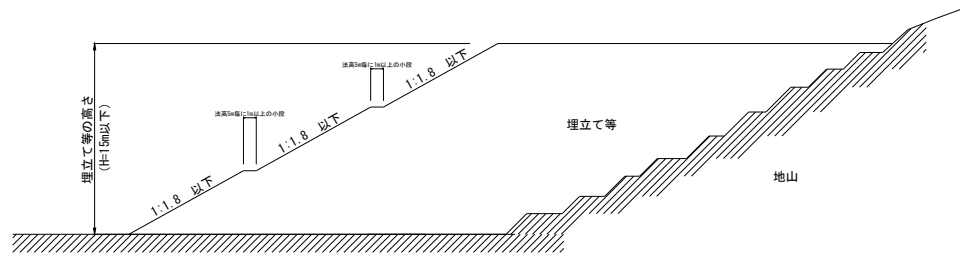 法高5m毎に1m以上の小段
1:1.8 以下
法高5m毎に1m以上の小段
1:1.8 以下
埋立て等
埋立て等の高さ
(H=15m以下)
1:1.8 以下
地山